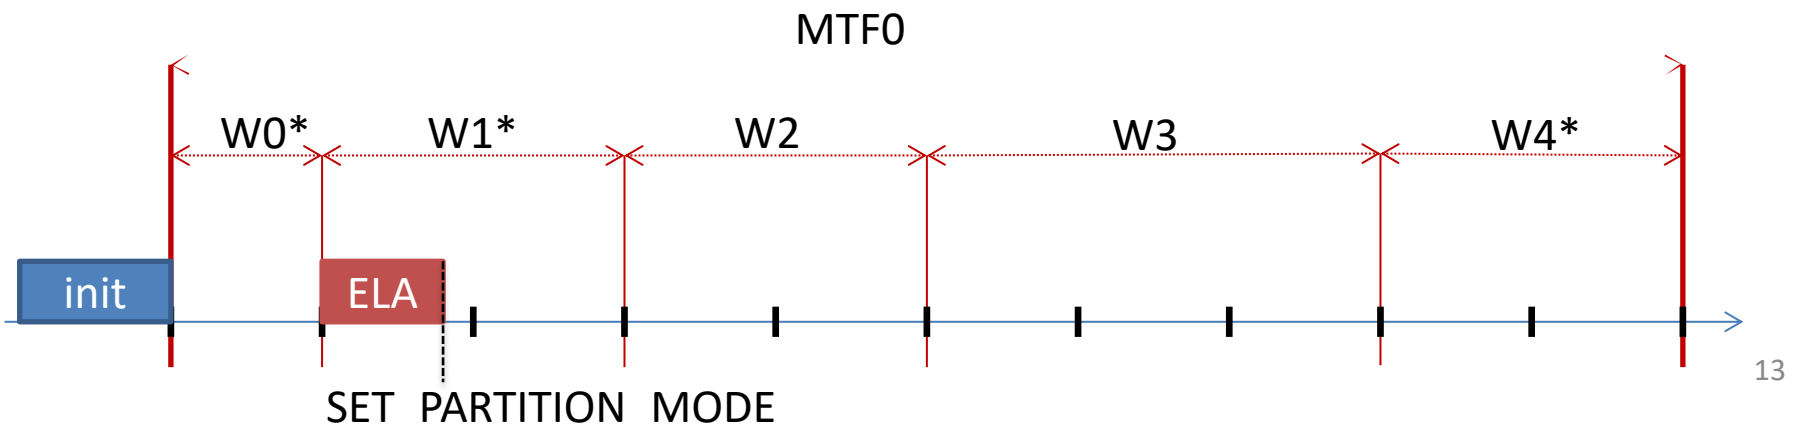 MTF0
W0* W1* W2 W3 W4*
init ELA
13
SET PARTITION MODE